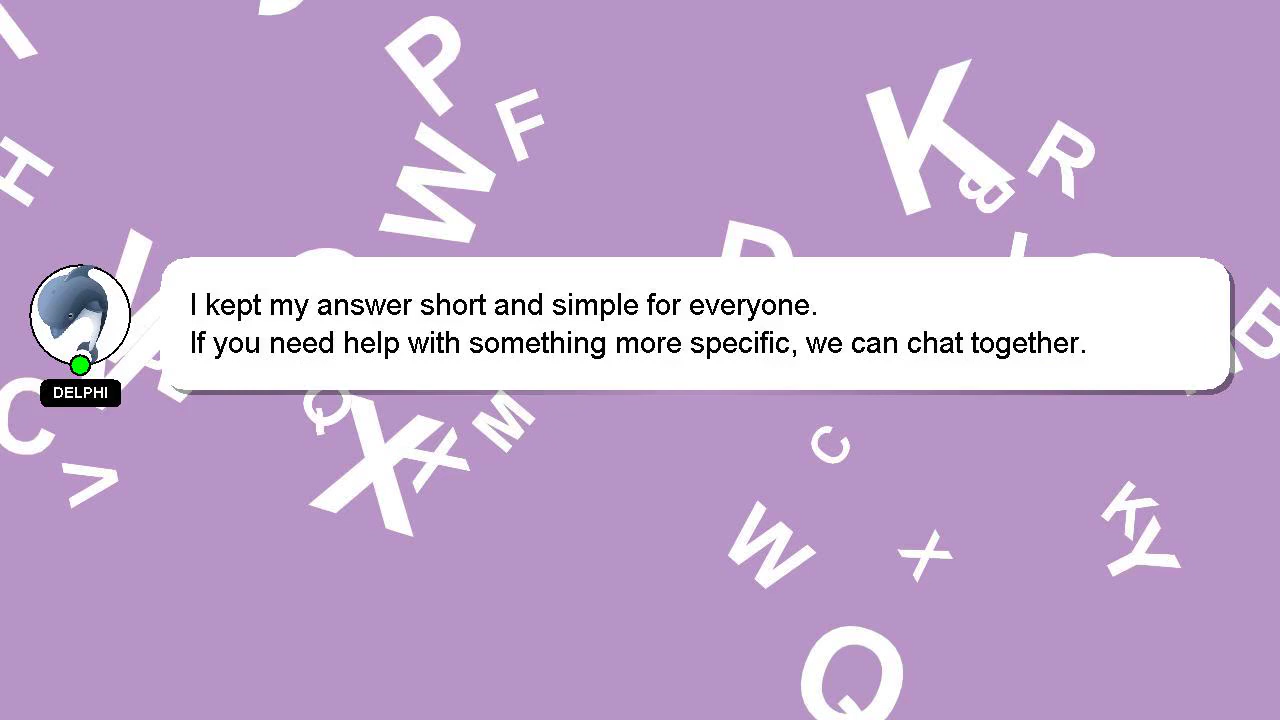 I kept my answer short and simple for everyone.
If you need help with something more specific, we can chat together.
DELPHI